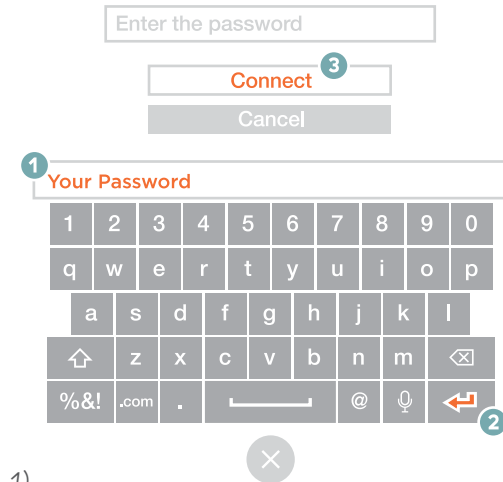 Enter the password
3
Connect
Cancel
1
Your Password
1 2 3 4 5 6 7 8 9 0
q w e r t y u i o p
a s d f g h j k l
z x c v b n m
%&! .com . @
2
1)